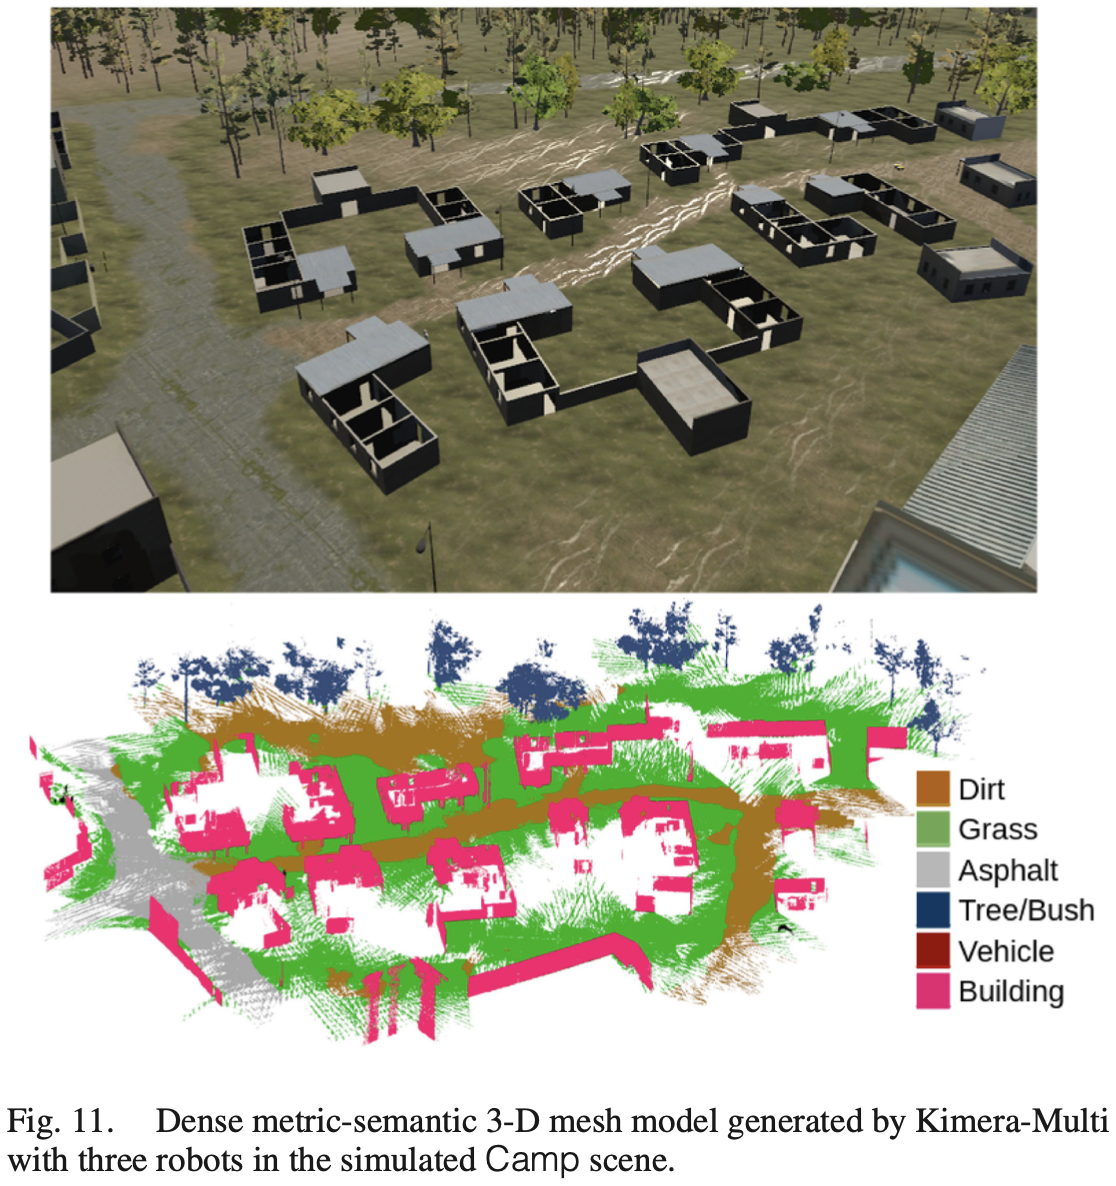 Dirt
Grass
Asphalt
Tree/Bush
Vehicle
Building
Fig. 11. Dense metric-semantic 3-D mesh model generated by Kimera-Multi
with three robots in the simulated Camp scene.